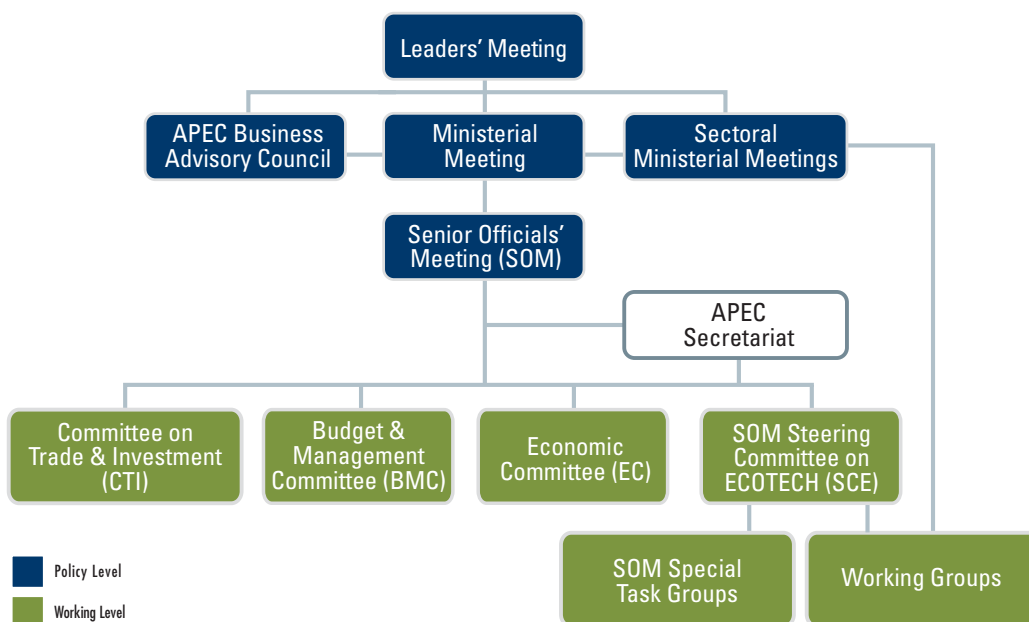 Leaders’ Meeting
APEC Business
Advisory Council
Ministerial
Meeting
Sectoral
Ministerial Meetings
Senior Officials’
Meeting (SOM)
APEC
Secretariat
Committee on
Trade & Investment
(CTI)
Budget &
Management
Committee (BMC)
Economic
Committee (EC)
SOM Steering
Committee on
ECOTECH (SCE)
SOM Special
Task Groups
Working Groups
Policy Level
Working Level